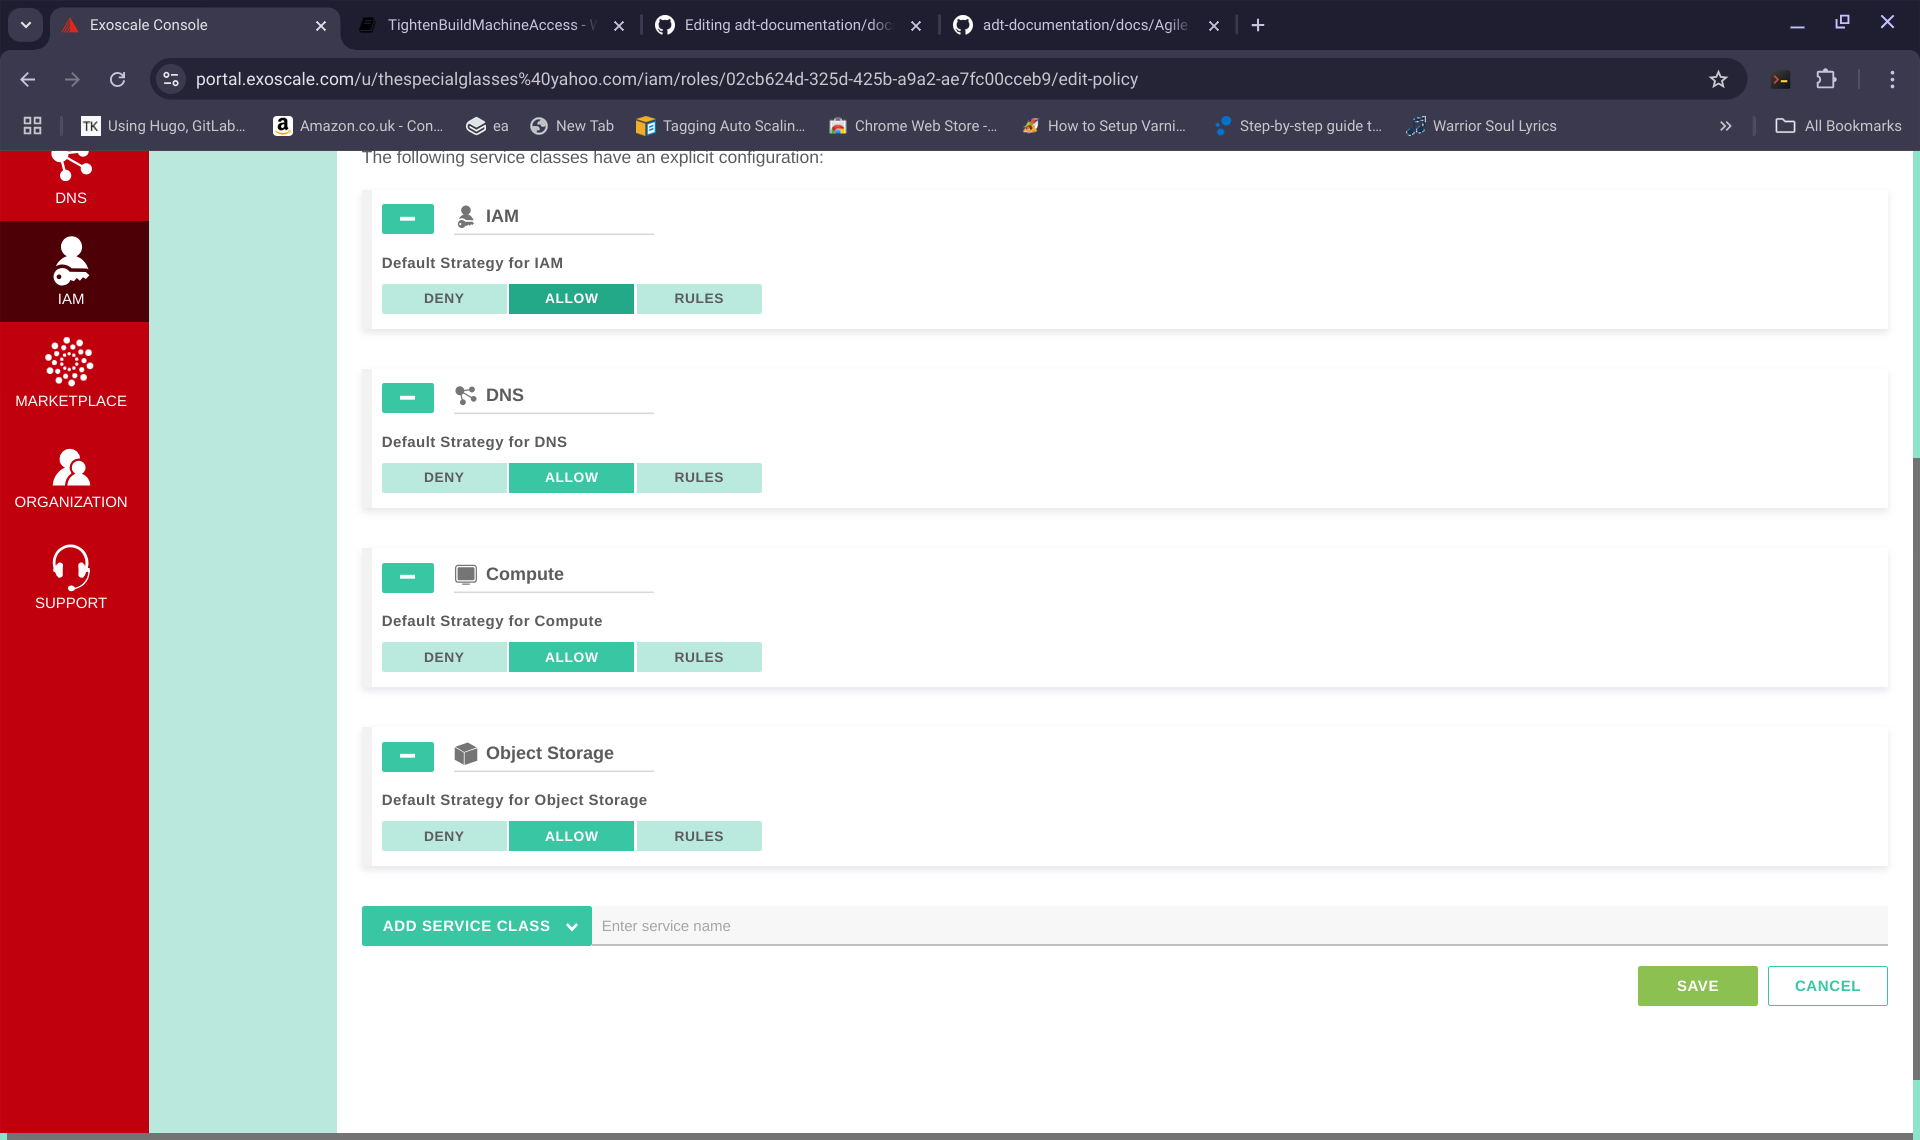 Exoscale Console
TightenBuildMachineAccess - W
Editing adt-documentation/doc
adt-documentation/docs/Agile
portal.exoscale.com/u/thespecialglasses%40yahoo.com/iam/roles/02cb624d-325d-425b-a9a2-ae7fc00cceb9/edit-policy
TK Using Hugo, GitLab...
a Amazon.co.uk - Con...
ea
New Tab
Tagging Auto Scalin...
Chrome Web Store -...
How to Setup Varni...
Step-by-step guide t...
Warrior Soul Lyrics
All Bookmarks
DNS
IAM
MARKETPLACE
ORGANIZATION
SUPPORT
The following service classes have an explicit configuration:
IAM
Default Strategy for IAM
DENY ALLOW RULES
DNS
Default Strategy for DNS
DENY ALLOW RULES
Compute
Default Strategy for Compute
DENY ALLOW RULES
Object Storage
Default Strategy for Object Storage
DENY ALLOW RULES
ADD SERVICE CLASS Enter service name
SAVE CANCEL